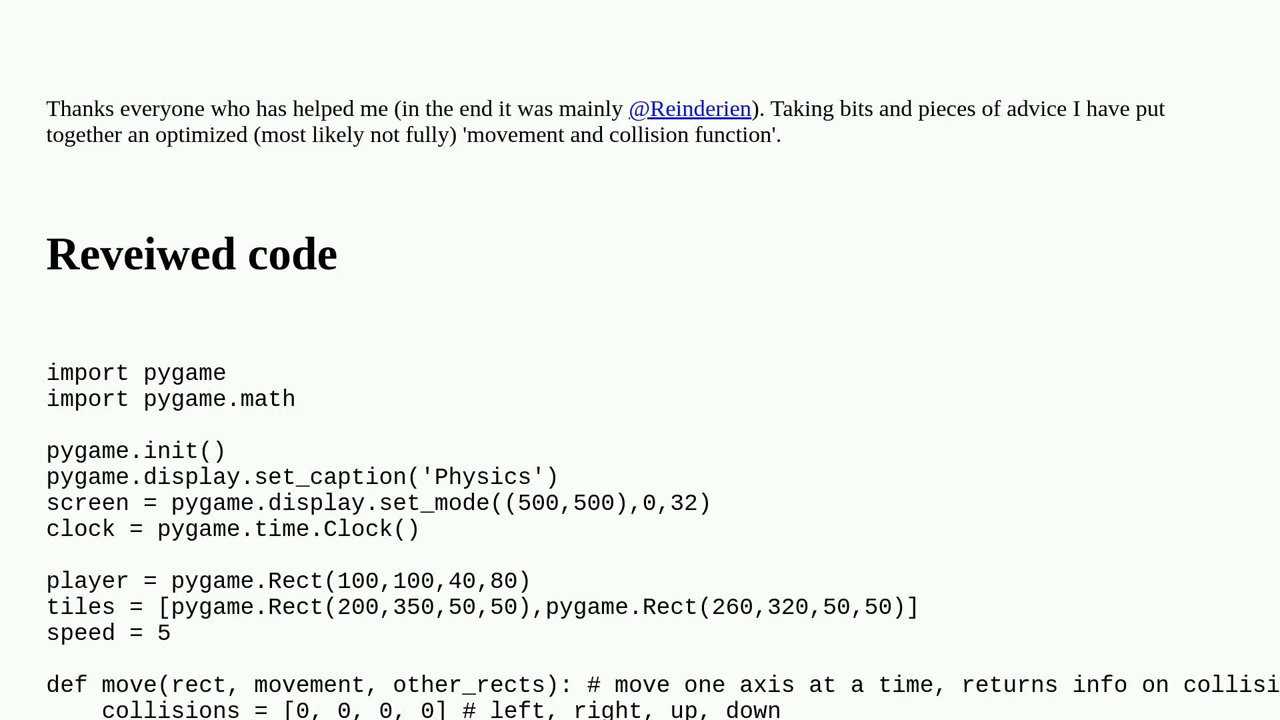 Thanks everyone who has helped me (in the end it was mainly @Reinderien). Taking bits and pieces of advice I have put
together an optimized (most likely not fully) 'movement and collision function'.
Reveiwed code
import pygame
import pygame.math
pygame.init()
pygame.display.set_caption('Physics')
screen = pygame.display.set_mode((500,500),0,32)
clock = pygame.time.Clock()
player = pygame.Rect(100,100,40,80)
tiles = [pygame.Rect(200,350,50,50),pygame.Rect(260,320,50,50)]
speed = 5
def move(rect, movement, other_rects): # move one axis at a time, returns info on collisi
    collisions = [0, 0, 0, 0] # left, right, up, down